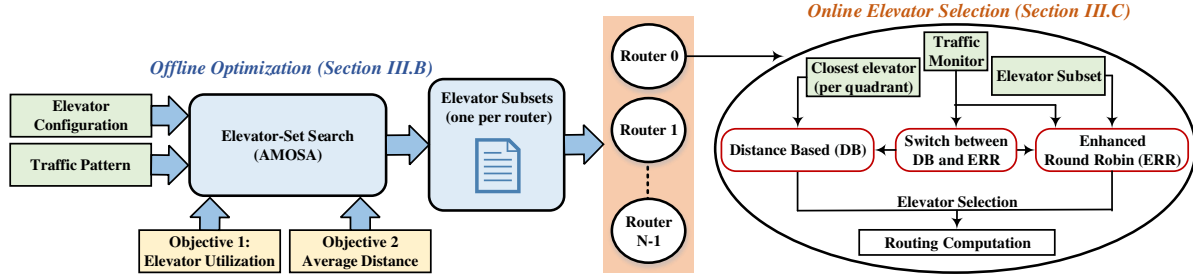 Offline Optimization (Section III.B)
Elevator
Configuration
Traffic Pattern
Elevator-Set Search
(AMOSA)
Objective 1:
Elevator Utilization
Objective 2
Average Distance
Elevator Subsets
(one per router)
Router 0
Router 1
Router
N-1
Online Elevator Selection (Section III.C)
Closest elevator
(per quadrant)
Traffic
Monitor
Elevator Subset
Distance Based (DB)
Switch between
DB and ERR
Enhanced
Round Robin (ERR)
Elevator Selection
Routing Computation